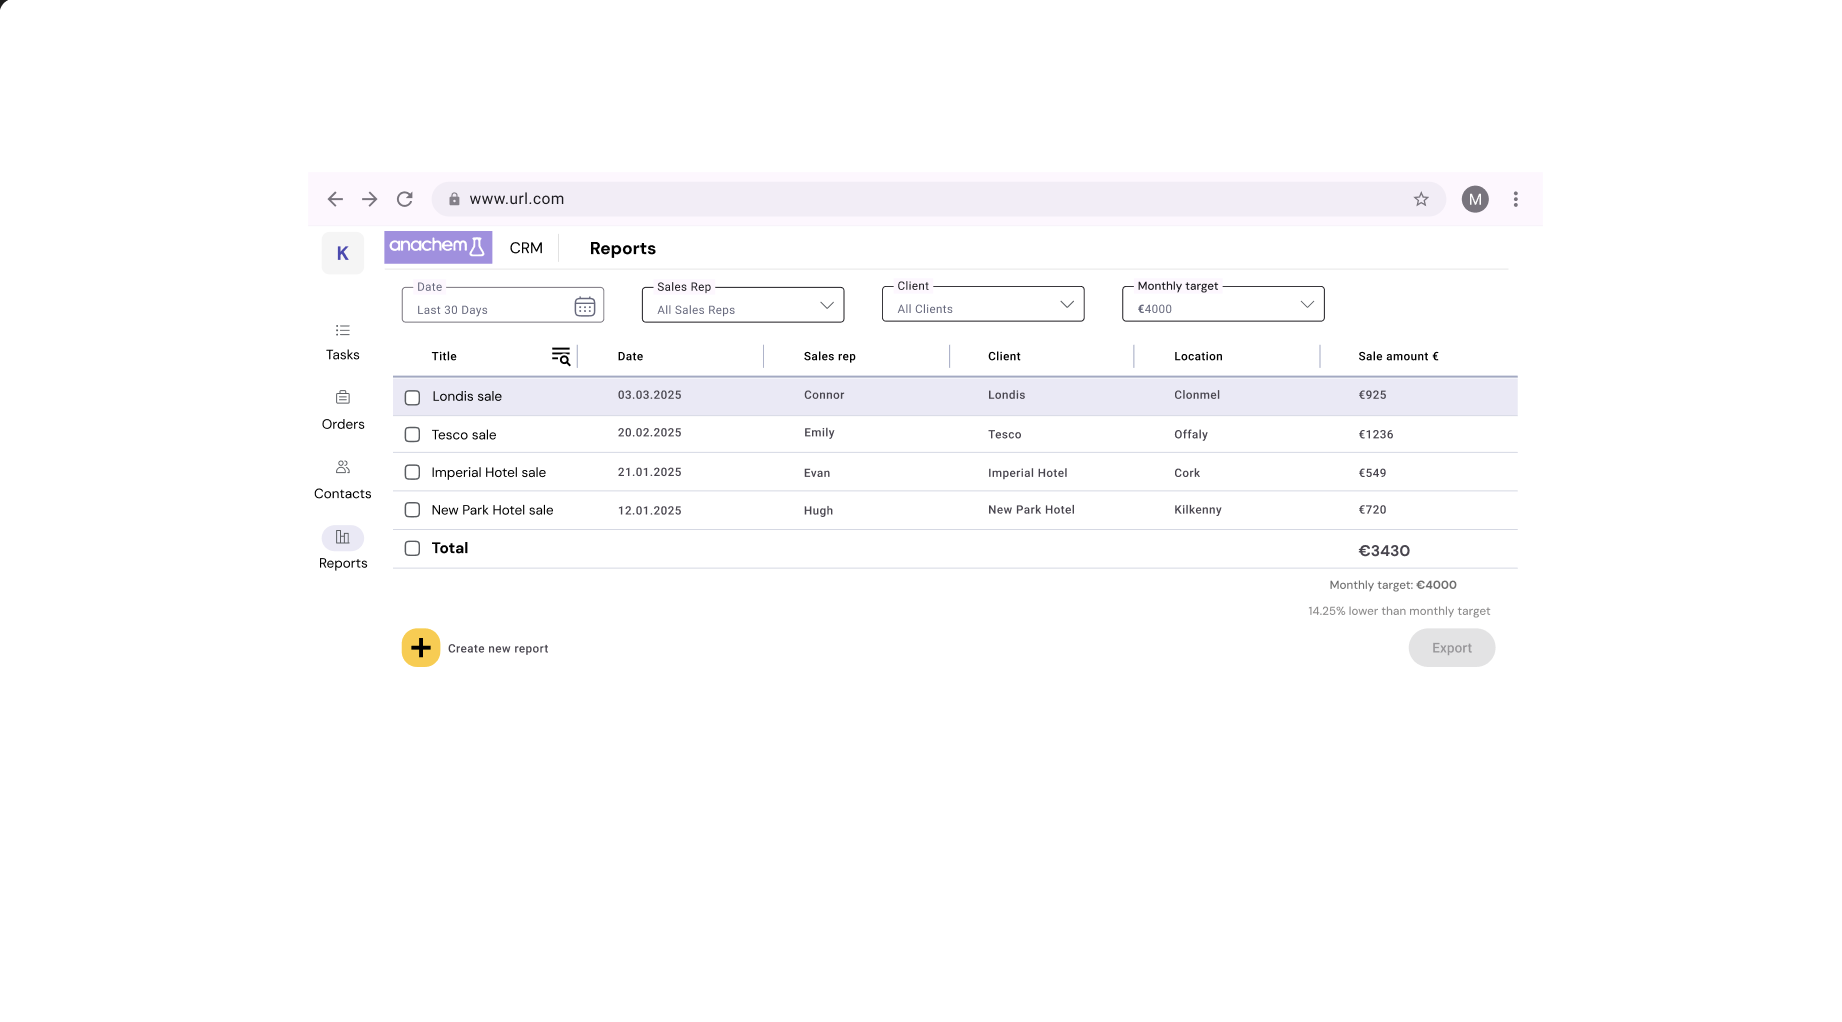 www.url.com
M
K
anachem CRM Reports
Date Sales Rep Client Monthly target
Last 30 Days All Sales Reps All Clients €4000
Tasks
Orders
Contacts
Reports
Title Date Sales rep Client Location Sale amount €
Londis sale 03.03.2025 Connor Londis Clonmel €925
Tesco sale 20.02.2025 Emily Tesco Offaly €1236
Imperial Hotel sale 21.01.2025 Evan Imperial Hotel Cork €549
New Park Hotel sale 12.01.2025 Hugh New Park Hotel Kilkenny €720
Total €3430
Monthly target: €4000
14.25% lower than monthly target
Create new report
Export